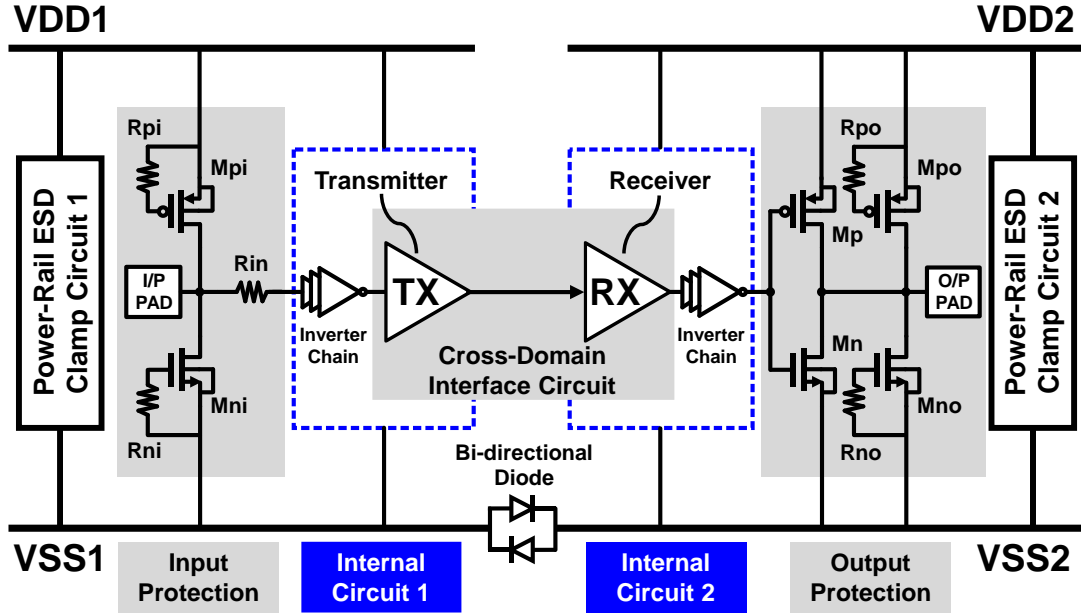 VDD1
VDD2
Power-Rail ESD
Clamp Circuit 1
Rpi
Mpi
I/P
PAD
Rin
Mni
Rni
Transmitter
Receiver
TX
RX
Inverter
Chain
Cross-Domain
Interface Circuit
Inverter
Chain
Rpo
Mpo
Mp
O/P
PAD
Mn
Mno
Rno
Power-Rail ESD
Clamp Circuit 2
Bi-directional
Diode
VSS1
VSS2
Input
Protection
Internal
Circuit 1
Internal
Circuit 2
Output
Protection